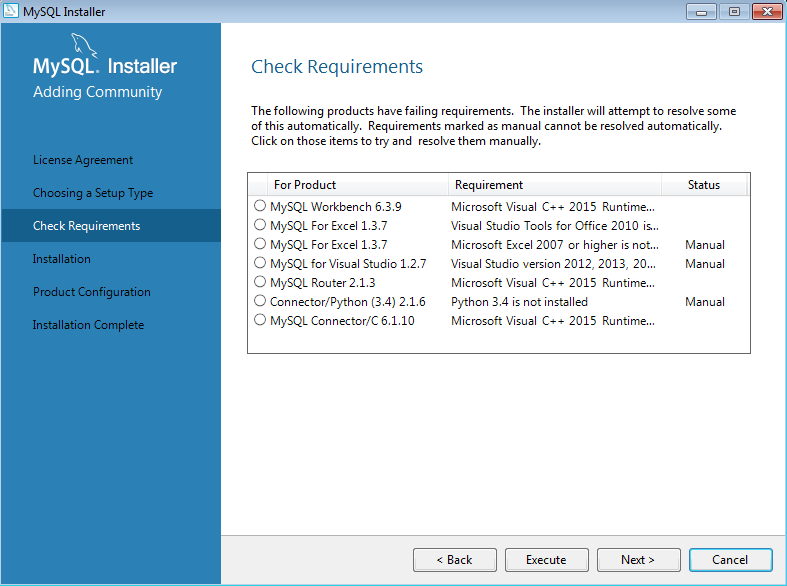 MySQL Installer
MySQL. Installer
Adding Community
License Agreement
Choosing a Setup Type
Check Requirements
Installation
Product Configuration
Installation Complete
Check Requirements
The following products have failing requirements.  The installer will attempt to resolve some
of this automatically.  Requirements marked as manual cannot be resolved automatically.
Click on those items to try and  resolve them manually.
For Product Requirement Status
MySQL Workbench 6.3.9 Microsoft Visual C++ 2015 Runtime...
MySQL For Excel 1.3.7 Visual Studio Tools for Office 2010 is...
MySQL For Excel 1.3.7 Microsoft Excel 2007 or higher is not... Manual
MySQL for Visual Studio 1.2.7 Visual Studio version 2012, 2013, 20... Manual
MySQL Router 2.1.3 Microsoft Visual C++ 2015 Runtime...
Connector/Python (3.4) 2.1.6 Python 3.4 is not installed Manual
MySQL Connector/C 6.1.10 Microsoft Visual C++ 2015 Runtime...
< Back Execute Next > Cancel